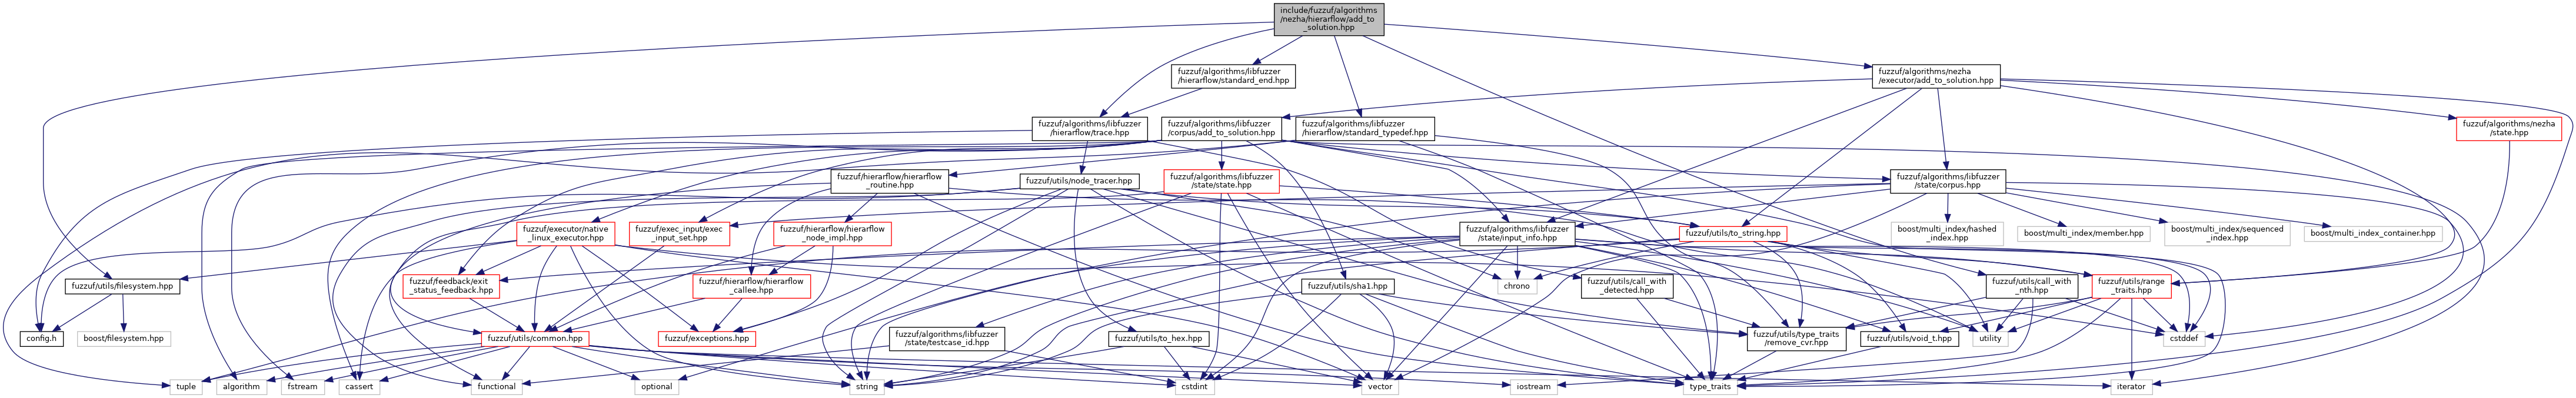 include/fuzzuf/algorithms
/nezha/hierarflow/add_to
_solution.hpp
fuzzuf/algorithms/libfuzzer
/hierarflow/standard_end.hpp
fuzzuf/algorithms/nezha
/executor/add_to_solution.hpp
fuzzuf/algorithms/libfuzzer
/hierarflow/trace.hpp
fuzzuf/algorithms/libfuzzer
/corpus/add_to_solution.hpp
fuzzuf/algorithms/libfuzzer
/hierarflow/standard_typedef.hpp
fuzzuf/algorithms/nezha
/state.hpp
fuzzuf/hierarflow/hierarflow
_routine.hpp
fuzzuf/utils/node_tracer.hpp
fuzzuf/algorithms/libfuzzer
/state/state.hpp
fuzzuf/algorithms/libfuzzer
/state/corpus.hpp
fuzzuf/executor/native
_linux_executor.hpp
fuzzuf/exec_input/exec
_input_set.hpp
fuzzuf/hierarflow/hierarflow
_node_impl.hpp
fuzzuf/algorithms/libfuzzer
/state/input_info.hpp
fuzzuf/utils/to_string.hpp
boost/multi_index/hashed
_index.hpp
boost/multi_index/member.hpp
boost/multi_index/sequenced
_index.hpp
boost/multi_index_container.hpp
fuzzuf/utils/filesystem.hpp
fuzzuf/feedback/exit
_status_feedback.hpp
fuzzuf/hierarflow/hierarflow
_callee.hpp
fuzzuf/utils/sha1.hpp
chrono
fuzzuf/utils/call_with
_detected.hpp
fuzzuf/utils/call_with
_nth.hpp
fuzzuf/utils/range
_traits.hpp
config.h
boost/filesystem.hpp
fuzzuf/utils/common.hpp
fuzzuf/exceptions.hpp
fuzzuf/algorithms/libfuzzer
/state/testcase_id.hpp
fuzzuf/utils/to_hex.hpp
fuzzuf/utils/type_traits
/remove_cvr.hpp
fuzzuf/utils/void_t.hpp
utility
cstddef
tuple
algorithm
fstream
cassert
functional
optional
string
cstdint
vector
iostream
type_traits
iterator